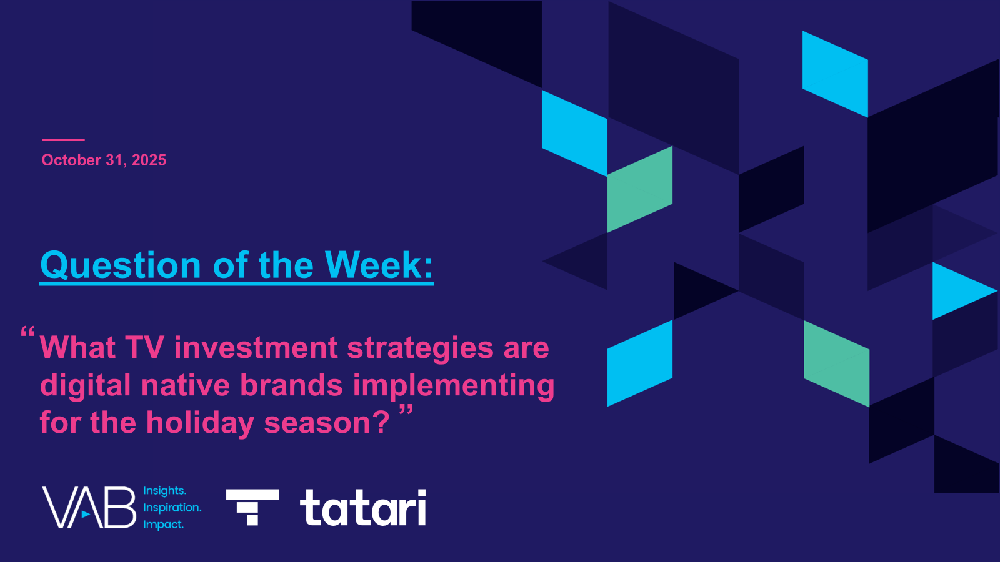 October 31, 2025
Question of the Week:
“What TV investment strategies are
digital native brands implementing
for the holiday season?”
VAB
Insights.
Inspiration.
Impact.
tatari